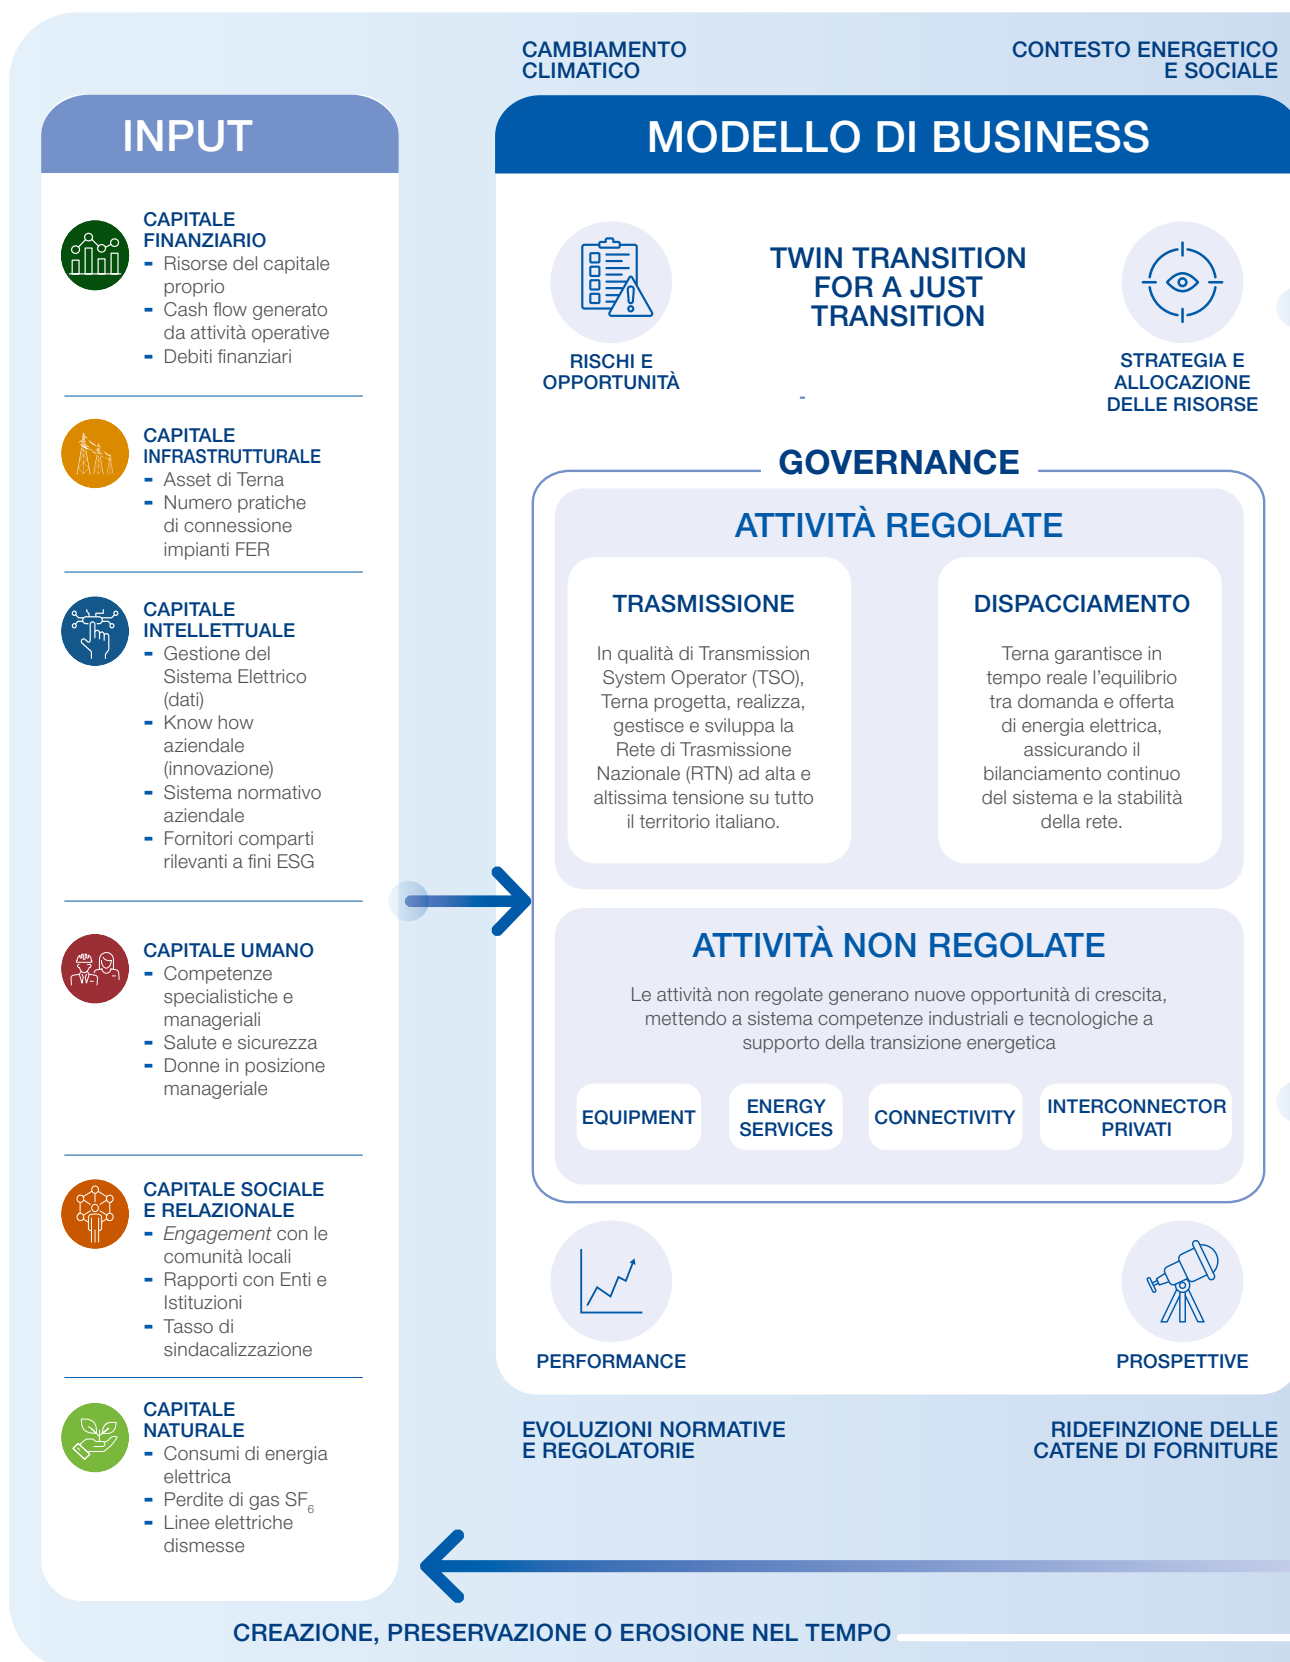 CAMBIAMENTO
CLIMATICO
CONTESTO ENERGETICO
E SOCIALE
INPUT
CAPITALE
FINANZIARIO
- Risorse del capitale
proprio
- Cash flow generato
da attività operative
- Debiti finanziari
CAPITALE
INFRASTRUTTURALE
- Asset di Terna
- Numero pratiche
di connessione
impianti FER
CAPITALE
INTELLETTUALE
- Gestione del
Sistema Elettrico
(dati)
- Know how
aziendale
(innovazione)
- Sistema normativo
aziendale
- Fornitori comparti
rilevanti a fini ESG
CAPITALE UMANO
- Competenze
specialistiche e
manageriali
- Salute e sicurezza
- Donne in posizione
manageriale
CAPITALE SOCIALE
E RELAZIONALE
- Engagement con le
comunità locali
- Rapporti con Enti e
Istituzioni
- Tasso di
sindacalizzazione
CAPITALE
NATURALE
- Consumi di energia
elettrica
- Perdite di gas SF₆
- Linee elettriche
dismesse
MODELLO DI BUSINESS
RISCHI E
OPPORTUNITÀ
TWIN TRANSITION
FOR A JUST
TRANSITION
-
STRATEGIA E
ALLOCAZIONE
DELLE RISORSE
GOVERNANCE
ATTIVITÀ REGOLATE
TRASMISSIONE
In qualità di Transmission
System Operator (TSO),
Terna progetta, realizza,
gestisce e sviluppa la
Rete di Trasmissione
Nazionale (RTN) ad alta e
altissima tensione su tutto
il territorio italiano.
DISPACCIAMENTO
Terna garantisce in
tempo reale l'equilibrio
tra domanda e offerta
di energia elettrica,
assicurando il
bilanciamento continuo
del sistema e la stabilità
della rete.
ATTIVITÀ NON REGOLATE
Le attività non regolate generano nuove opportunità di crescita,
mettendo a sistema competenze industriali e tecnologiche a
supporto della transizione energetica
EQUIPMENT
ENERGY
SERVICES
CONNECTIVITY
INTERCONNECTOR
PRIVATI
PERFORMANCE
PROSPETTIVE
EVOLUZIONI NORMATIVE
E REGOLATORIE
RIDEFINZIONE DELLE
CATENE DI FORNITURE
CREAZIONE, PRESERVAZIONE O EROSIONE NEL TEMPO